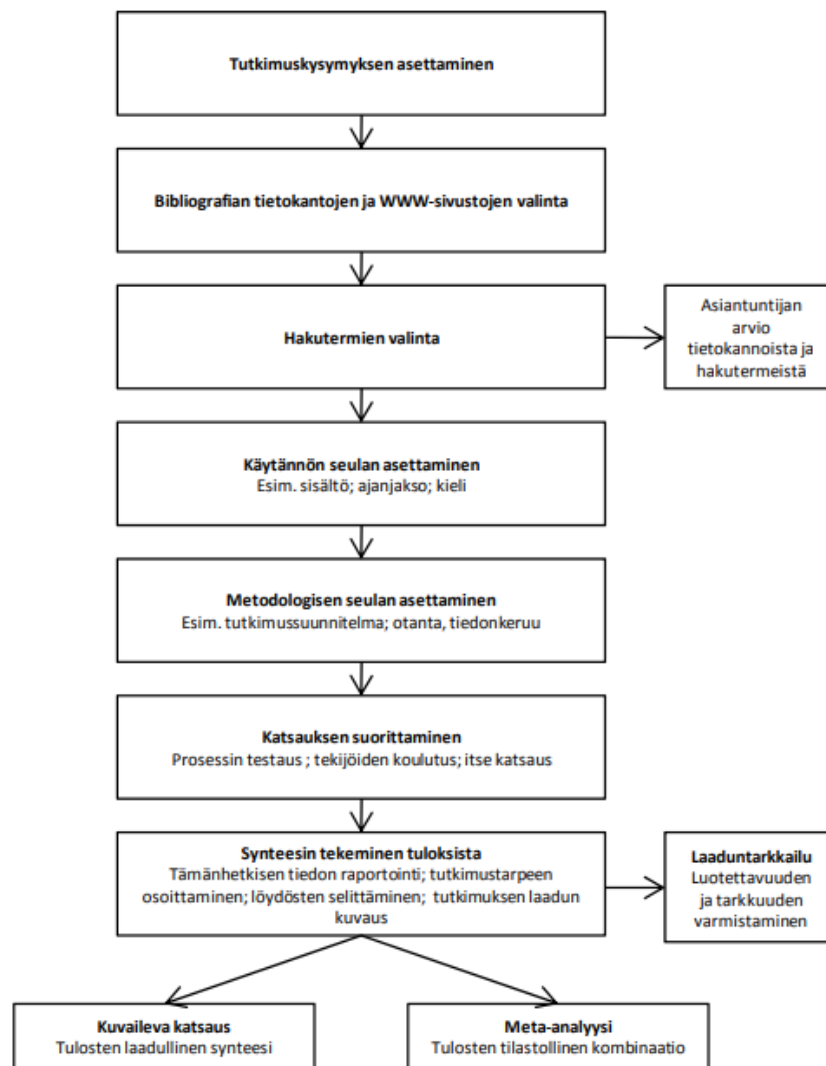 Tutkimuskysymyksen asettaminen
Bibliografian tietokantojen ja WWW-sivustojen valinta
Hakutermien valinta
Asiantuntijan
arvio
tietokannoista ja
hakutermeistä
Käytännön seulan asettaminen
Esim. sisältö; ajanjakso; kieli
Metodologisen seulan asettaminen
Esim. tutkimussuunnitelma; otanta, tiedonkeruu
Katsauksen suorittaminen
Prosessin testaus ; tekijöiden koulutus; itse katsaus
Synteesin tekeminen tuloksista
Tämänhetkisen tiedon raportointi; tutkimustarpeen
osoittaminen; löydösten selittäminen; tutkimuksen laadun
kuvaus
Laaduntarkkailu
Luotettavuuden
ja tarkkuuden
varmistaminen
Kuvaileva katsaus
Tulosten laadullinen synteesi
Meta-analyysi
Tulosten tilastollinen kombinaatio